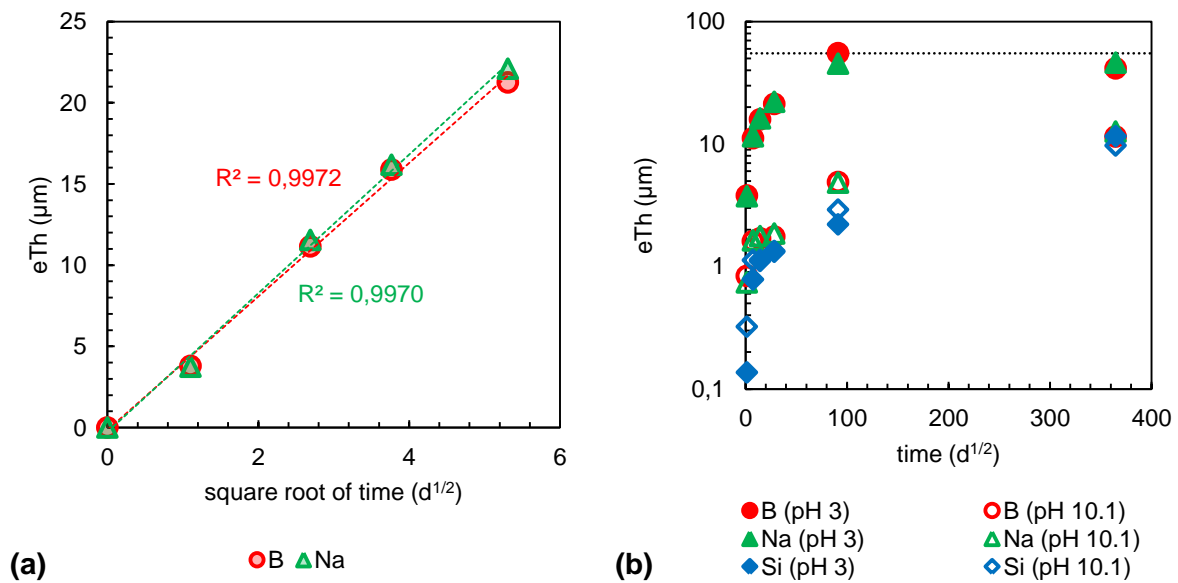 25
20
15
10
5
0
eTh (µm)
R² = 0,9972
R² = 0,9970
0 2 4 6
square root of time (d1/2)
(a)
B Na
100
10
1
0,1
eTh (µm)
0 100 200 300 400
time (d1/2)
B (pH 3) B (pH 10.1)
Na (pH 3) Na (pH 10.1)
Si (pH 3) Si (pH 10.1)
(b)